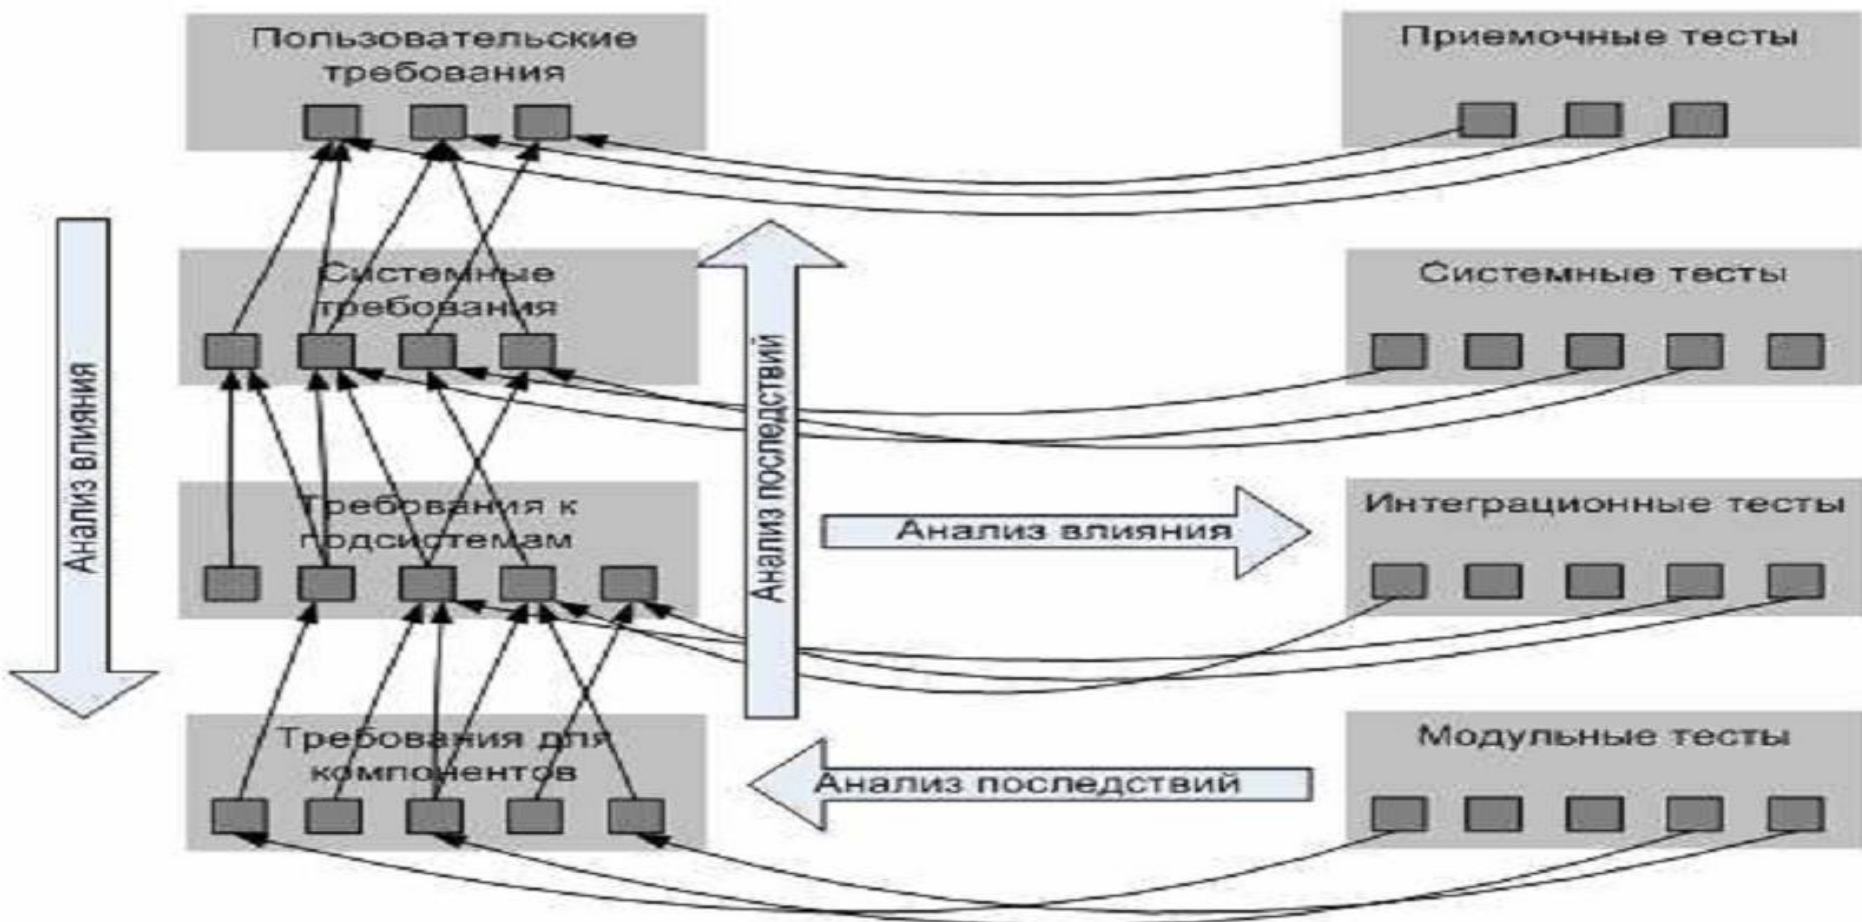 Пользовательские
требования
Приемочные тесты
Системные
требования
Системные тесты
Анализ влияния
Анализ последствий
Требования к
подсистемам
Анализ влияния
Интеграционные тесты
Требования для
компонентов
Анализ последствий
Модульные тесты